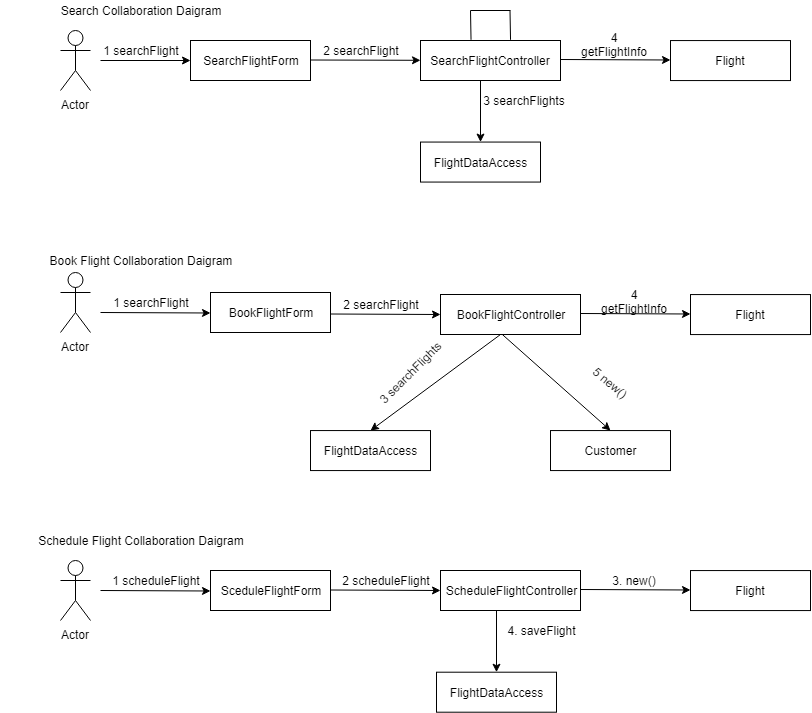 Search Collaboration Daigram
1 searchFlight
SearchFlightForm
2 searchFlight
SearchFlightController
4
getFlightInfo
Flight
Actor
3 searchFlights
FlightDataAccess
Book Flight Collaboration Daigram
1 searchFlight
BookFlightForm
2 searchFlight
BookFlightController
4
getFlightInfo
Flight
Actor
3 searchFlights
5 new()
FlightDataAccess
Customer
Schedule Flight Collaboration Daigram
1 scheduleFlight
SceduleFlightForm
2 scheduleFlight
ScheduleFlightController
3. new()
Flight
Actor
4. saveFlight
FlightDataAccess